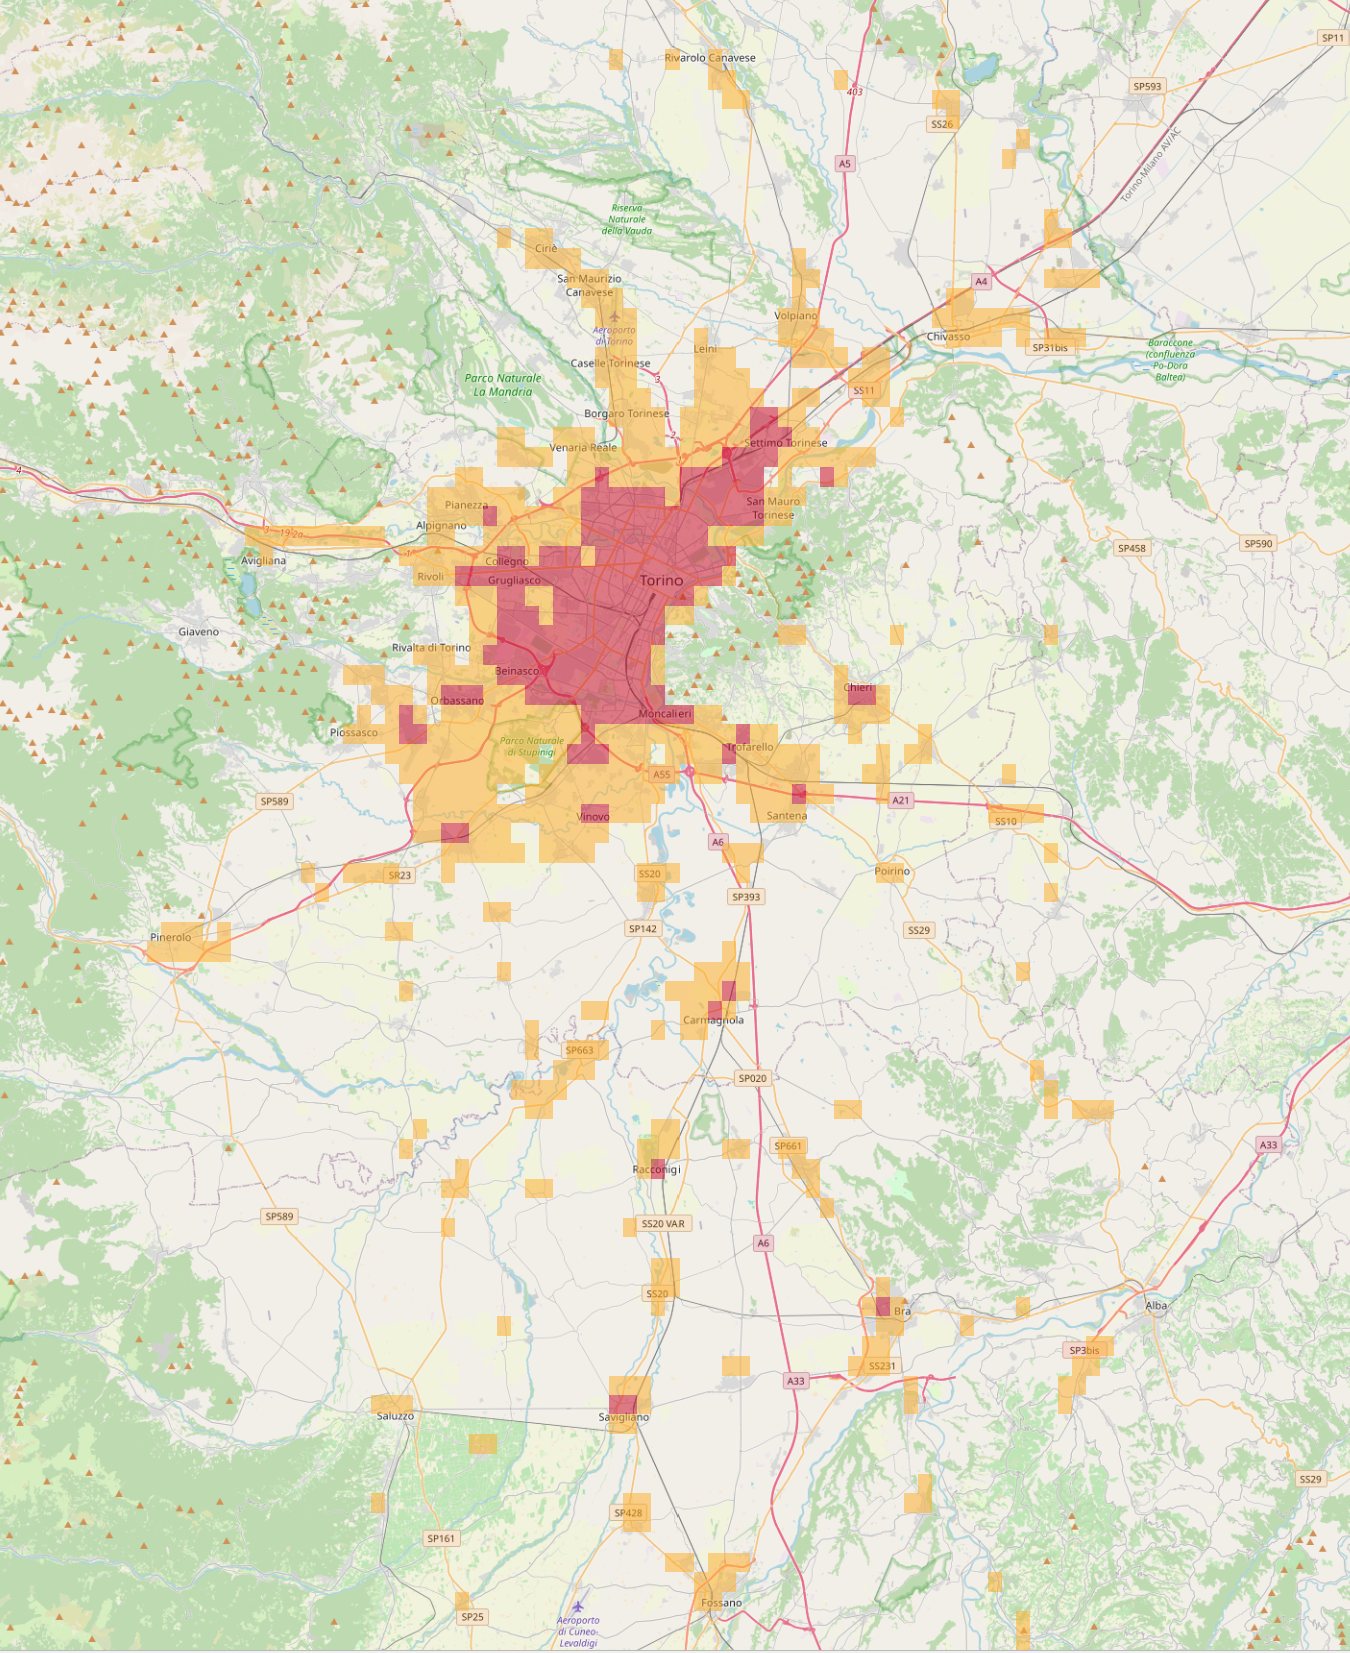 SP11
Rivarolo Canavese
SP593
403
SS26
A5
Torino-Milano AV/AC
Riserva
Naturale
della Vauda
Ciriè
San Maurizio
Canavese
A4
Aeroporto
di Torino
Volpiano
Chivasso
Leini
SP31bis
Baraccone
(confluenza
Po-Dora
Baltea)
Caselle Torinese
3
Parco Naturale
La Mandria
SS11
Borgaro Torinese
2
Venaria Reale
Settimo Torinese
4
Pianezza
San Mauro
Torinese
Alpignano
SP458
SP590
Avigliana
Collegno
Rivoli
Grugliasco
Torino
Giaveno
Rivalta di Torino
Beinasco
Chieri
Orbassano
Moncalieri
Piossasco
Parco Naturale
di Stupinigi
Trofarello
A55
SP589
A21
Vinovo
Santena
SS10
A6
SR23
SS20
Poirino
SP393
SP142
SS29
Pinerolo
Carmagnola
SP663
SP020
SP661
A33
Racconigi
SP589
SS20 VAR
A6
SS20
Alba
Bra
SP3bis
SS231
A33
Saluzzo
Savigliano
SS29
SP428
SP161
Fossano
SP25
Aeroporto
di Cuneo-
Levaldigi